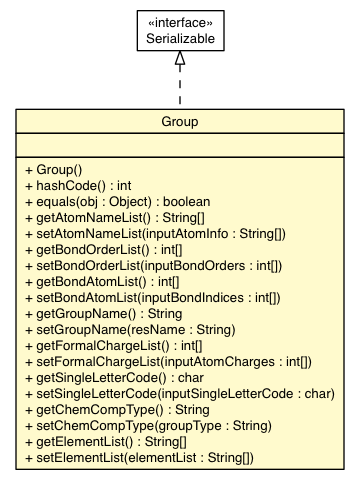 «interface»
Serializable
Group
+ Group()
+ hashCode() : int
+ equals(obj : Object) : boolean
+ getAtomNameList() : String[]
+ setAtomNameList(inputAtomInfo : String[])
+ getBondOrderList() : int[]
+ setBondOrderList(inputBondOrders : int[])
+ getBondAtomList() : int[]
+ setBondAtomList(inputBondIndices : int[])
+ getGroupName() : String
+ setGroupName(resName : String)
+ getFormalChargeList() : int[]
+ setFormalChargeList(inputAtomCharges : int[])
+ getSingleLetterCode() : char
+ setSingleLetterCode(inputSingleLetterCode : char)
+ getChemCompType() : String
+ setChemCompType(groupType : String)
+ getElementList() : String[]
+ setElementList(elementList : String[])